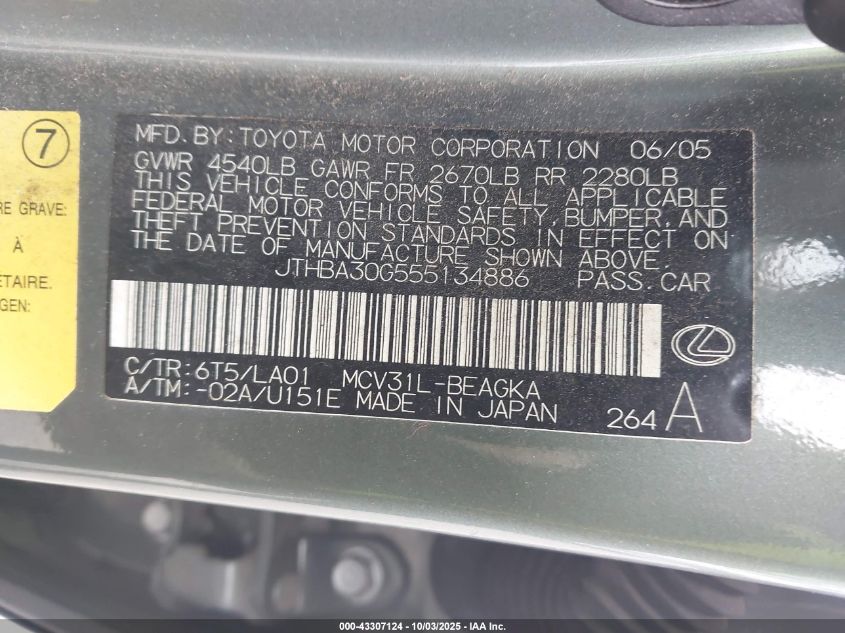 7
RE GRAVE:
À
ÉTAIRE.
GEN:
MFD. BY: TOYOTA MOTOR CORPORATION 06/05
GVWR 4540LB GAWR FR 2670LB RR 2280LB
THIS VEHICLE CONFORMS TO ALL APPLICABLE
FEDERAL MOTOR VEHICLE SAFETY, BUMPER, AND
THEFT PREVENTION STANDARDS IN EFFECT ON
THE DATE OF MANUFACTURE SHOWN ABOVE.
JTHBA30G555134886 PASS. CAR
C/TR: 6T5/LA01 MCV31L-BEAGKA
A/TM: -02A/U151E MADE IN JAPAN 264 A
000-43307124 - 10/03/2025 - IAA Inc.